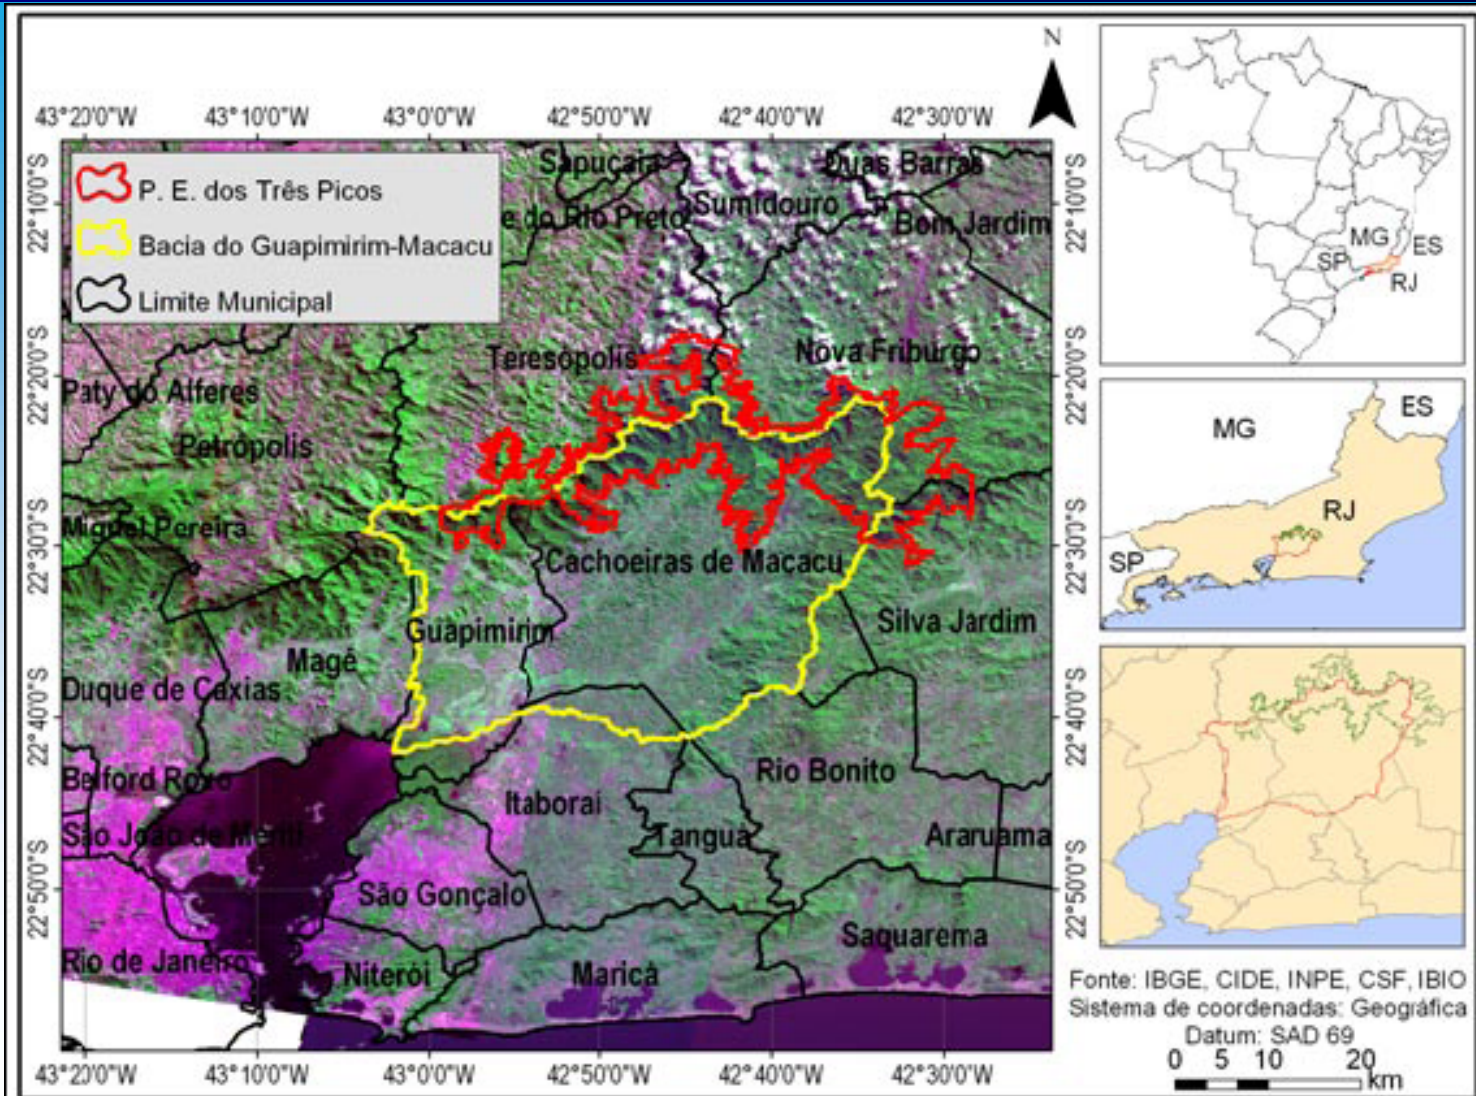 N
43°20'0"W 43°10'0"W 43°0'0"W 42°50'0"W 42°40'0"W 42°30'0"W
P. E. dos Três Picos
Bacia do Guapimirim-Macacu
Limite Municipal
Sapucaia
Duas Barras
e do Rio Preto
Sumidouro
Bom Jardim
Teresópolis
Nova Friburgo
Paty do Alferes
Petrópolis
Miguel Pereira
Cachoeiras de Macacu
Guapimirim
Silva Jardim
Magé
Duque de Caxias
Belford Roxo
Rio Bonito
Itaboraí
São João de Meriti
Tanguá
Araruama
São Gonçalo
Saquarema
Rio de Janeiro
Niterói
Maricá
22°10'0"S
22°20'0"S
22°30'0"S
22°40'0"S
22°50'0"S
22°10'0"S
22°20'0"S
22°30'0"S
22°40'0"S
22°50'0"S
43°20'0"W 43°10'0"W 43°0'0"W 42°50'0"W 42°40'0"W 42°30'0"W
MG
ES
SP
RJ
ES
MG
RJ
SP
Fonte: IBGE, CIDE, INPE, CSF, IBIO
Sistema de coordenadas: Geográfica
Datum: SAD 69
0 5 10 20
km